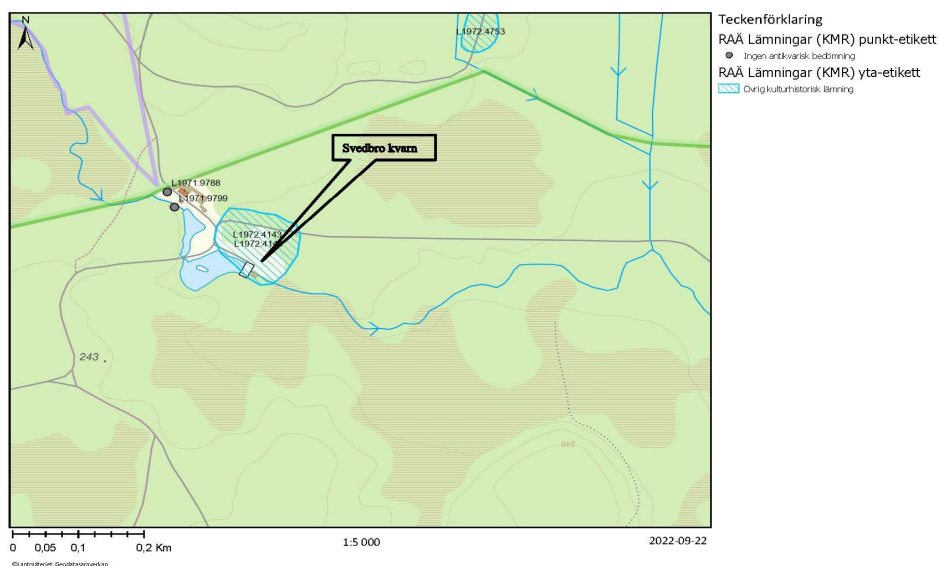 N
L1972:4753
Svedbro kvarn
L1971:9788
L1971:9799
L1972:4143
243
0 0,05 0,1 0,2 Km
1:5 000
2022-09-22
©Lantmäteriet, Geodatasamverkan
Teckenförklaring
RAÄ Lämningar (KMR) punkt-etikett
Ingen antikvarisk bedömning
RAÄ Lämningar (KMR) yta-etikett
Övrig kulturhistorisk lämning